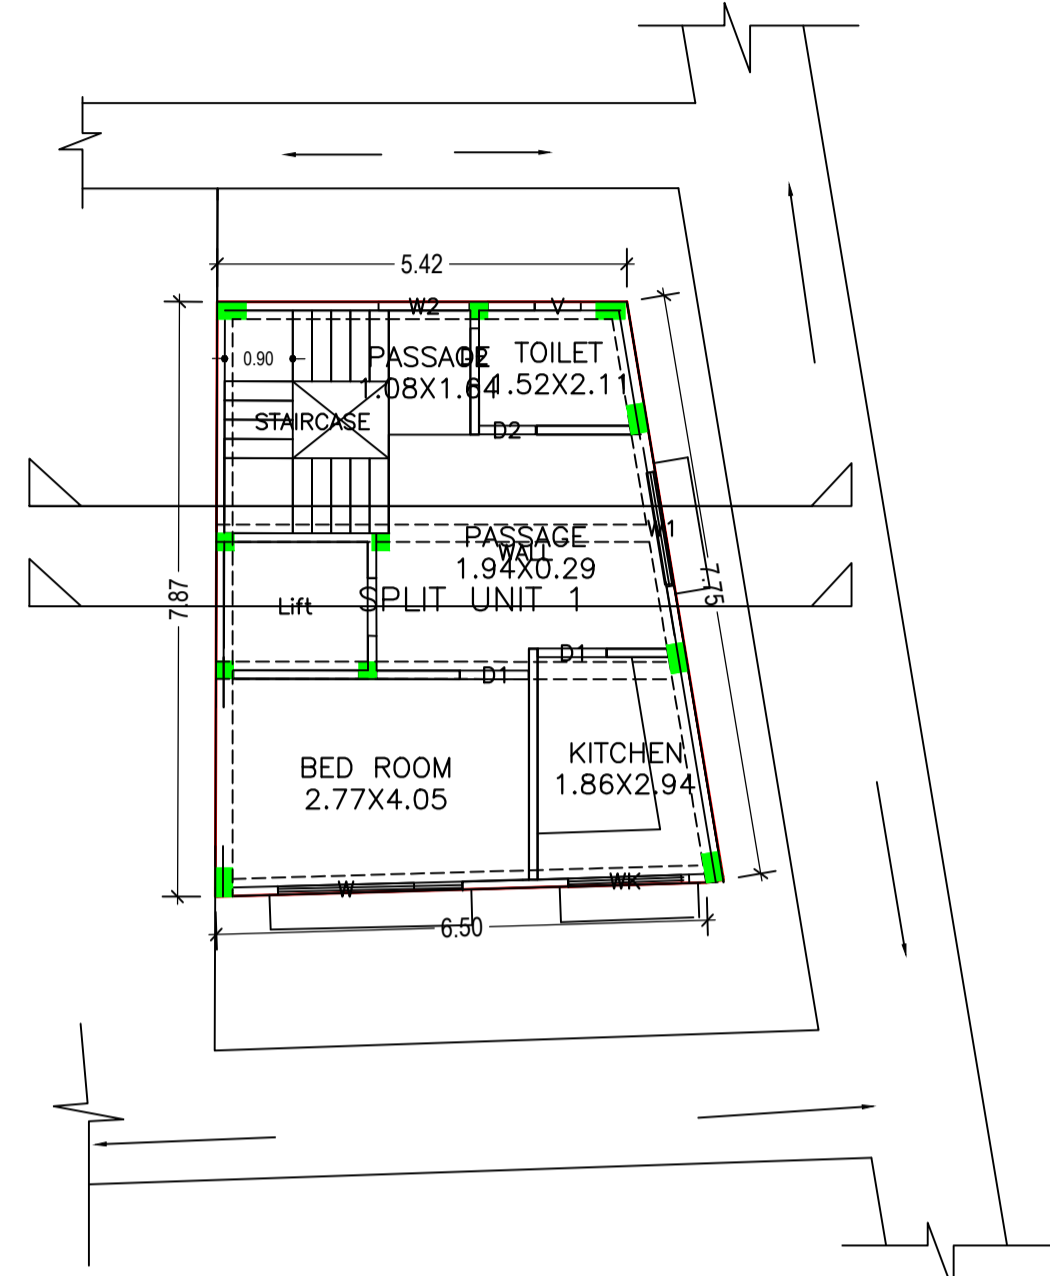 5.42
W2
V
0.90
PASSAGE
1.08X1.64
D2
TOILET
1.52X2.11
STAIRCASE
D2
W1
PASSAGE
WALL
1.94X0.29
7.87
7.75
Lift
SPLIT UNIT 1
D1
D1
BED ROOM
2.77X4.05
KITCHEN
1.86X2.94
W
WK
6.50